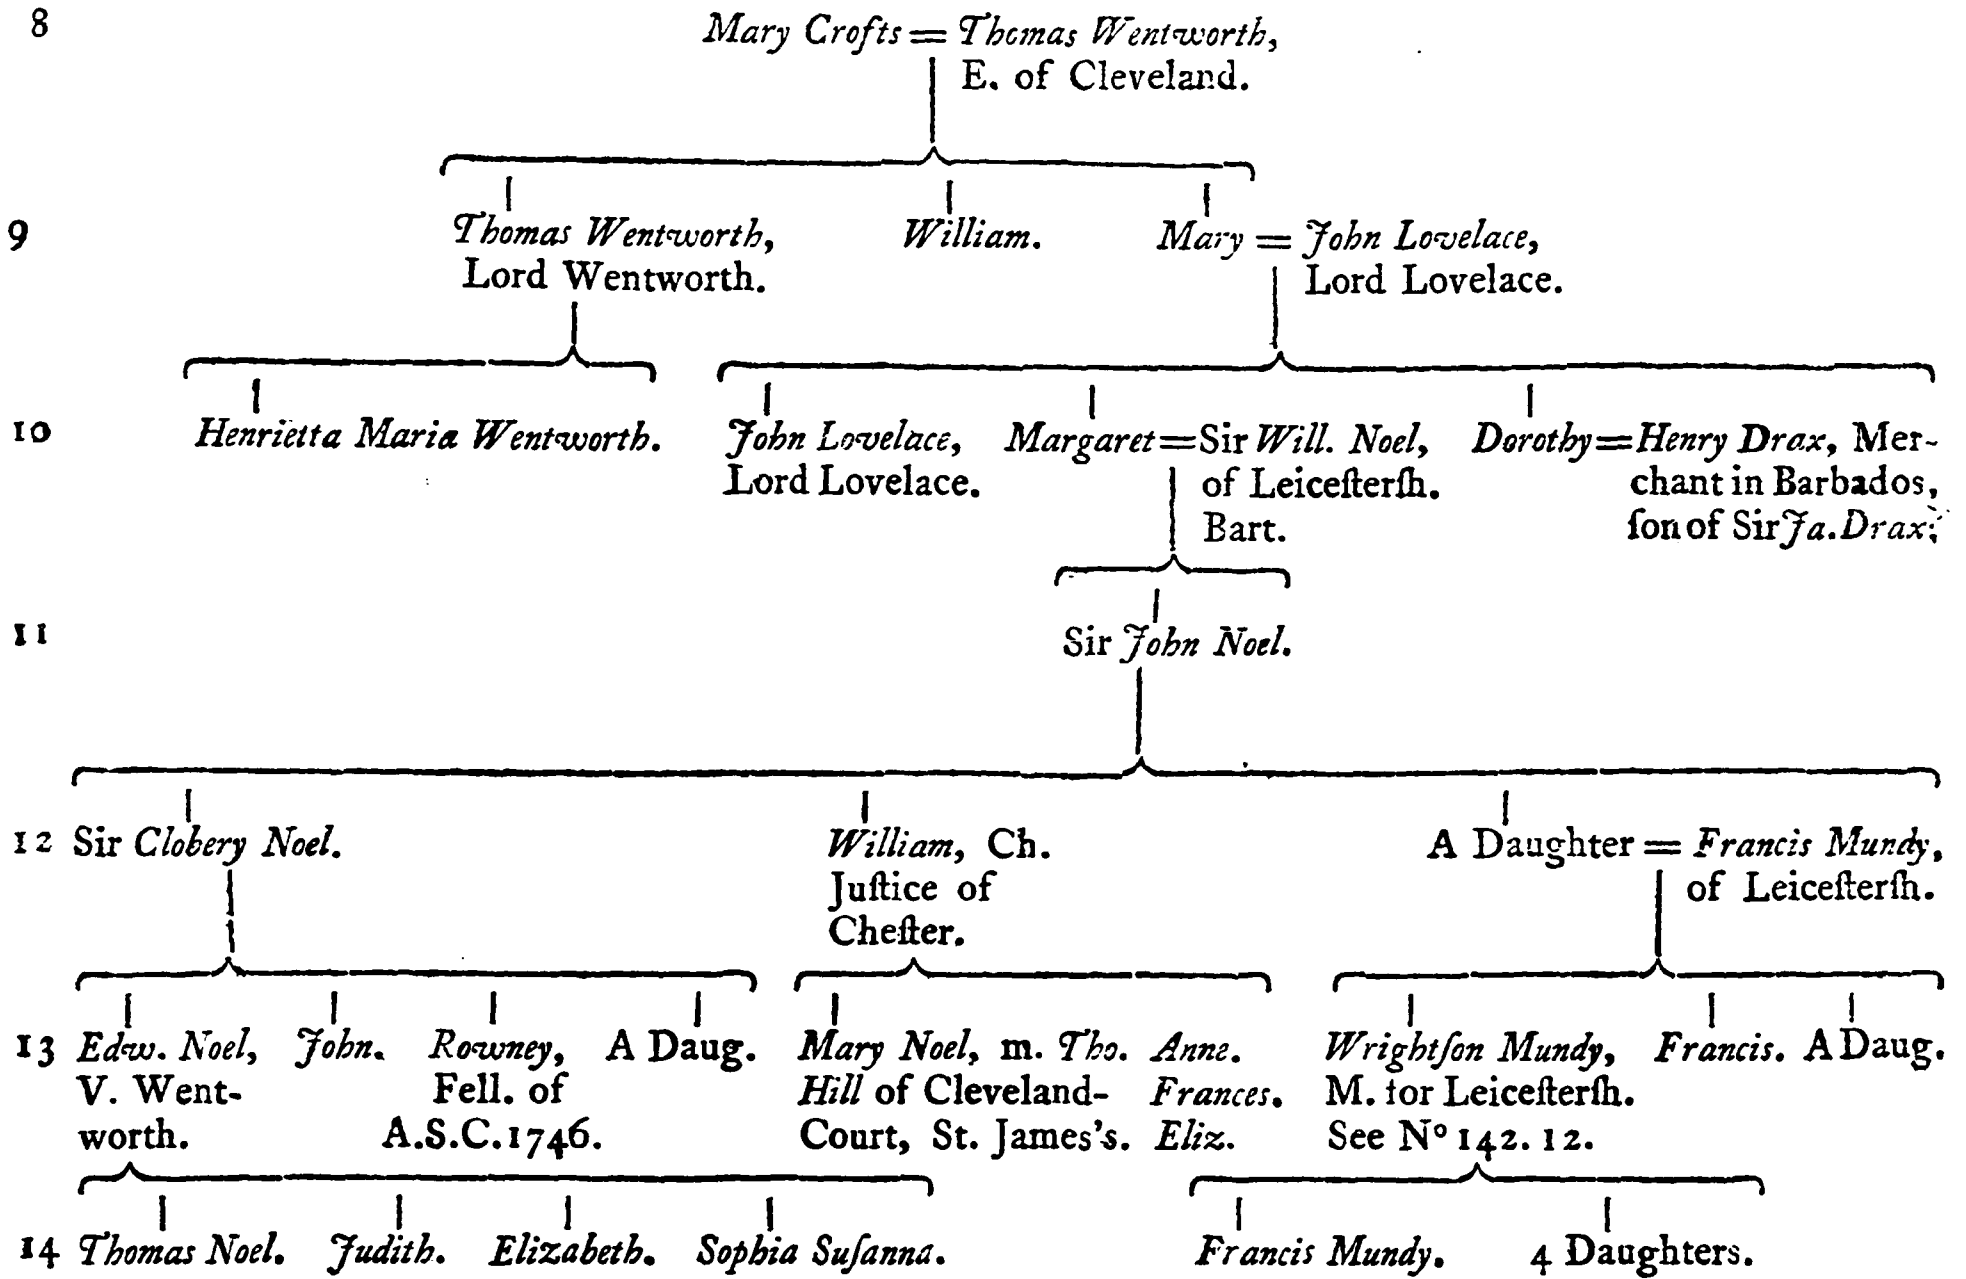 8 Mary Crofts = Thomas Wentworth,
E. of Cleveland.
9 Thomas Wentworth, William. Mary = John Lovelace,
Lord Wentworth. Lord Lovelace.
10 Henrietta Maria Wentworth. John Lovelace, Margaret = Sir Will. Noel, Dorothy = Henry Drax, Mer-
Lord Lovelace. of Leiceſterſh. chant in Barbados,
Bart. ſon of Sir Ja. Drax.
11 Sir John Noel.
12 Sir Clobery Noel. William, Ch. A Daughter = Francis Mundy,
Juſtice of of Leiceſterſh.
Cheſter.
13 Edw. Noel, John. Rowney, A Daug. Mary Noel, m. Tho. Anne. Wrightſon Mundy, Francis. A Daug.
V. Went- Fell. of Hill of Cleveland- Frances. M. for Leiceſterſh.
worth. A.S.C. 1746. Court, St. James's. Eliz. See Nº 142. 12.
14 Thomas Noel. Judith. Elizabeth. Sophia Suſanna. Francis Mundy. 4 Daughters.